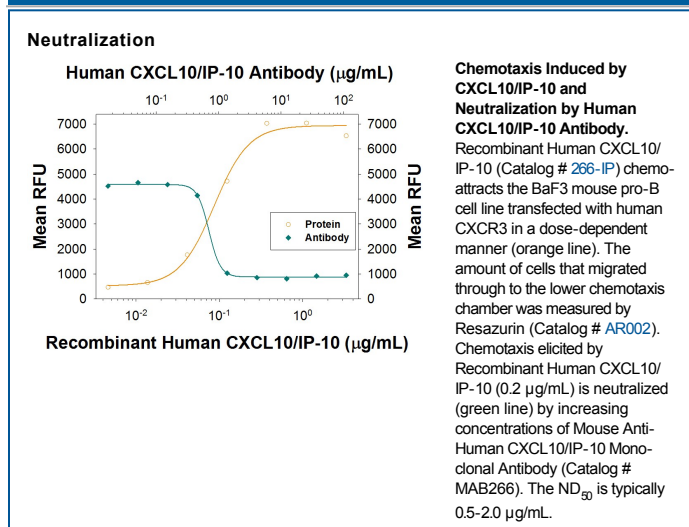 Neutralization
Human CXCL10/IP-10 Antibody (μg/mL)
10⁻¹ 10⁰ 10¹ 10²
7000 7000
6000 6000
5000 5000
4000 4000
3000 3000
2000 2000
1000 1000
0 0
Mean RFU
Mean RFU
Protein
Antibody
10⁻² 10⁻¹ 10⁰
Recombinant Human CXCL10/IP-10 (μg/mL)
Chemotaxis Induced by
CXCL10/IP-10 and
Neutralization by Human
CXCL10/IP-10 Antibody.
Recombinant Human CXCL10/
IP-10 (Catalog # 266-IP) chemo-
attracts the BaF3 mouse pro-B
cell line transfected with human
CXCR3 in a dose-dependent
manner (orange line). The
amount of cells that migrated
through to the lower chemotaxis
chamber was measured by
Resazurin (Catalog # AR002).
Chemotaxis elicited by
Recombinant Human CXCL10/
IP-10 (0.2 μg/mL) is neutralized
(green line) by increasing
concentrations of Mouse Anti-
Human CXCL10/IP-10 Mono-
clonal Antibody (Catalog #
MAB266). The ND₅₀ is typically
0.5-2.0 μg/mL.